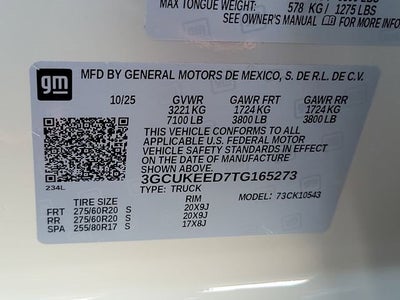 MAX TONGUE WEIGHT: 578 KG / 1275 LBS
SEE OWNER'S MANUAL FOR MORE
gm
MFD BY GENERAL MOTORS DE MEXICO, S. DE R.L. DE C.V.
10/25 GVWR GAWR FRT GAWR RR
3221 KG 1724 KG 1724 KG
7100 LB 3800 LB 3800 LB
THIS VEHICLE CONFORMS TO ALL
APPLICABLE U.S. FEDERAL MOTOR
VEHICLE SAFETY STANDARDS IN EFFECT
ON THE DATE OF MANUFACTURE
SHOWN ABOVE.
3GCUKEED7TG165273
TYPE: TRUCK
MODEL: 73CK10543
234L
TIRE SIZE RIM
FRT 275/60R20 S 20X9J
RR 275/60R20 S 20X9J
SPA 255/80R17 S 17X8J